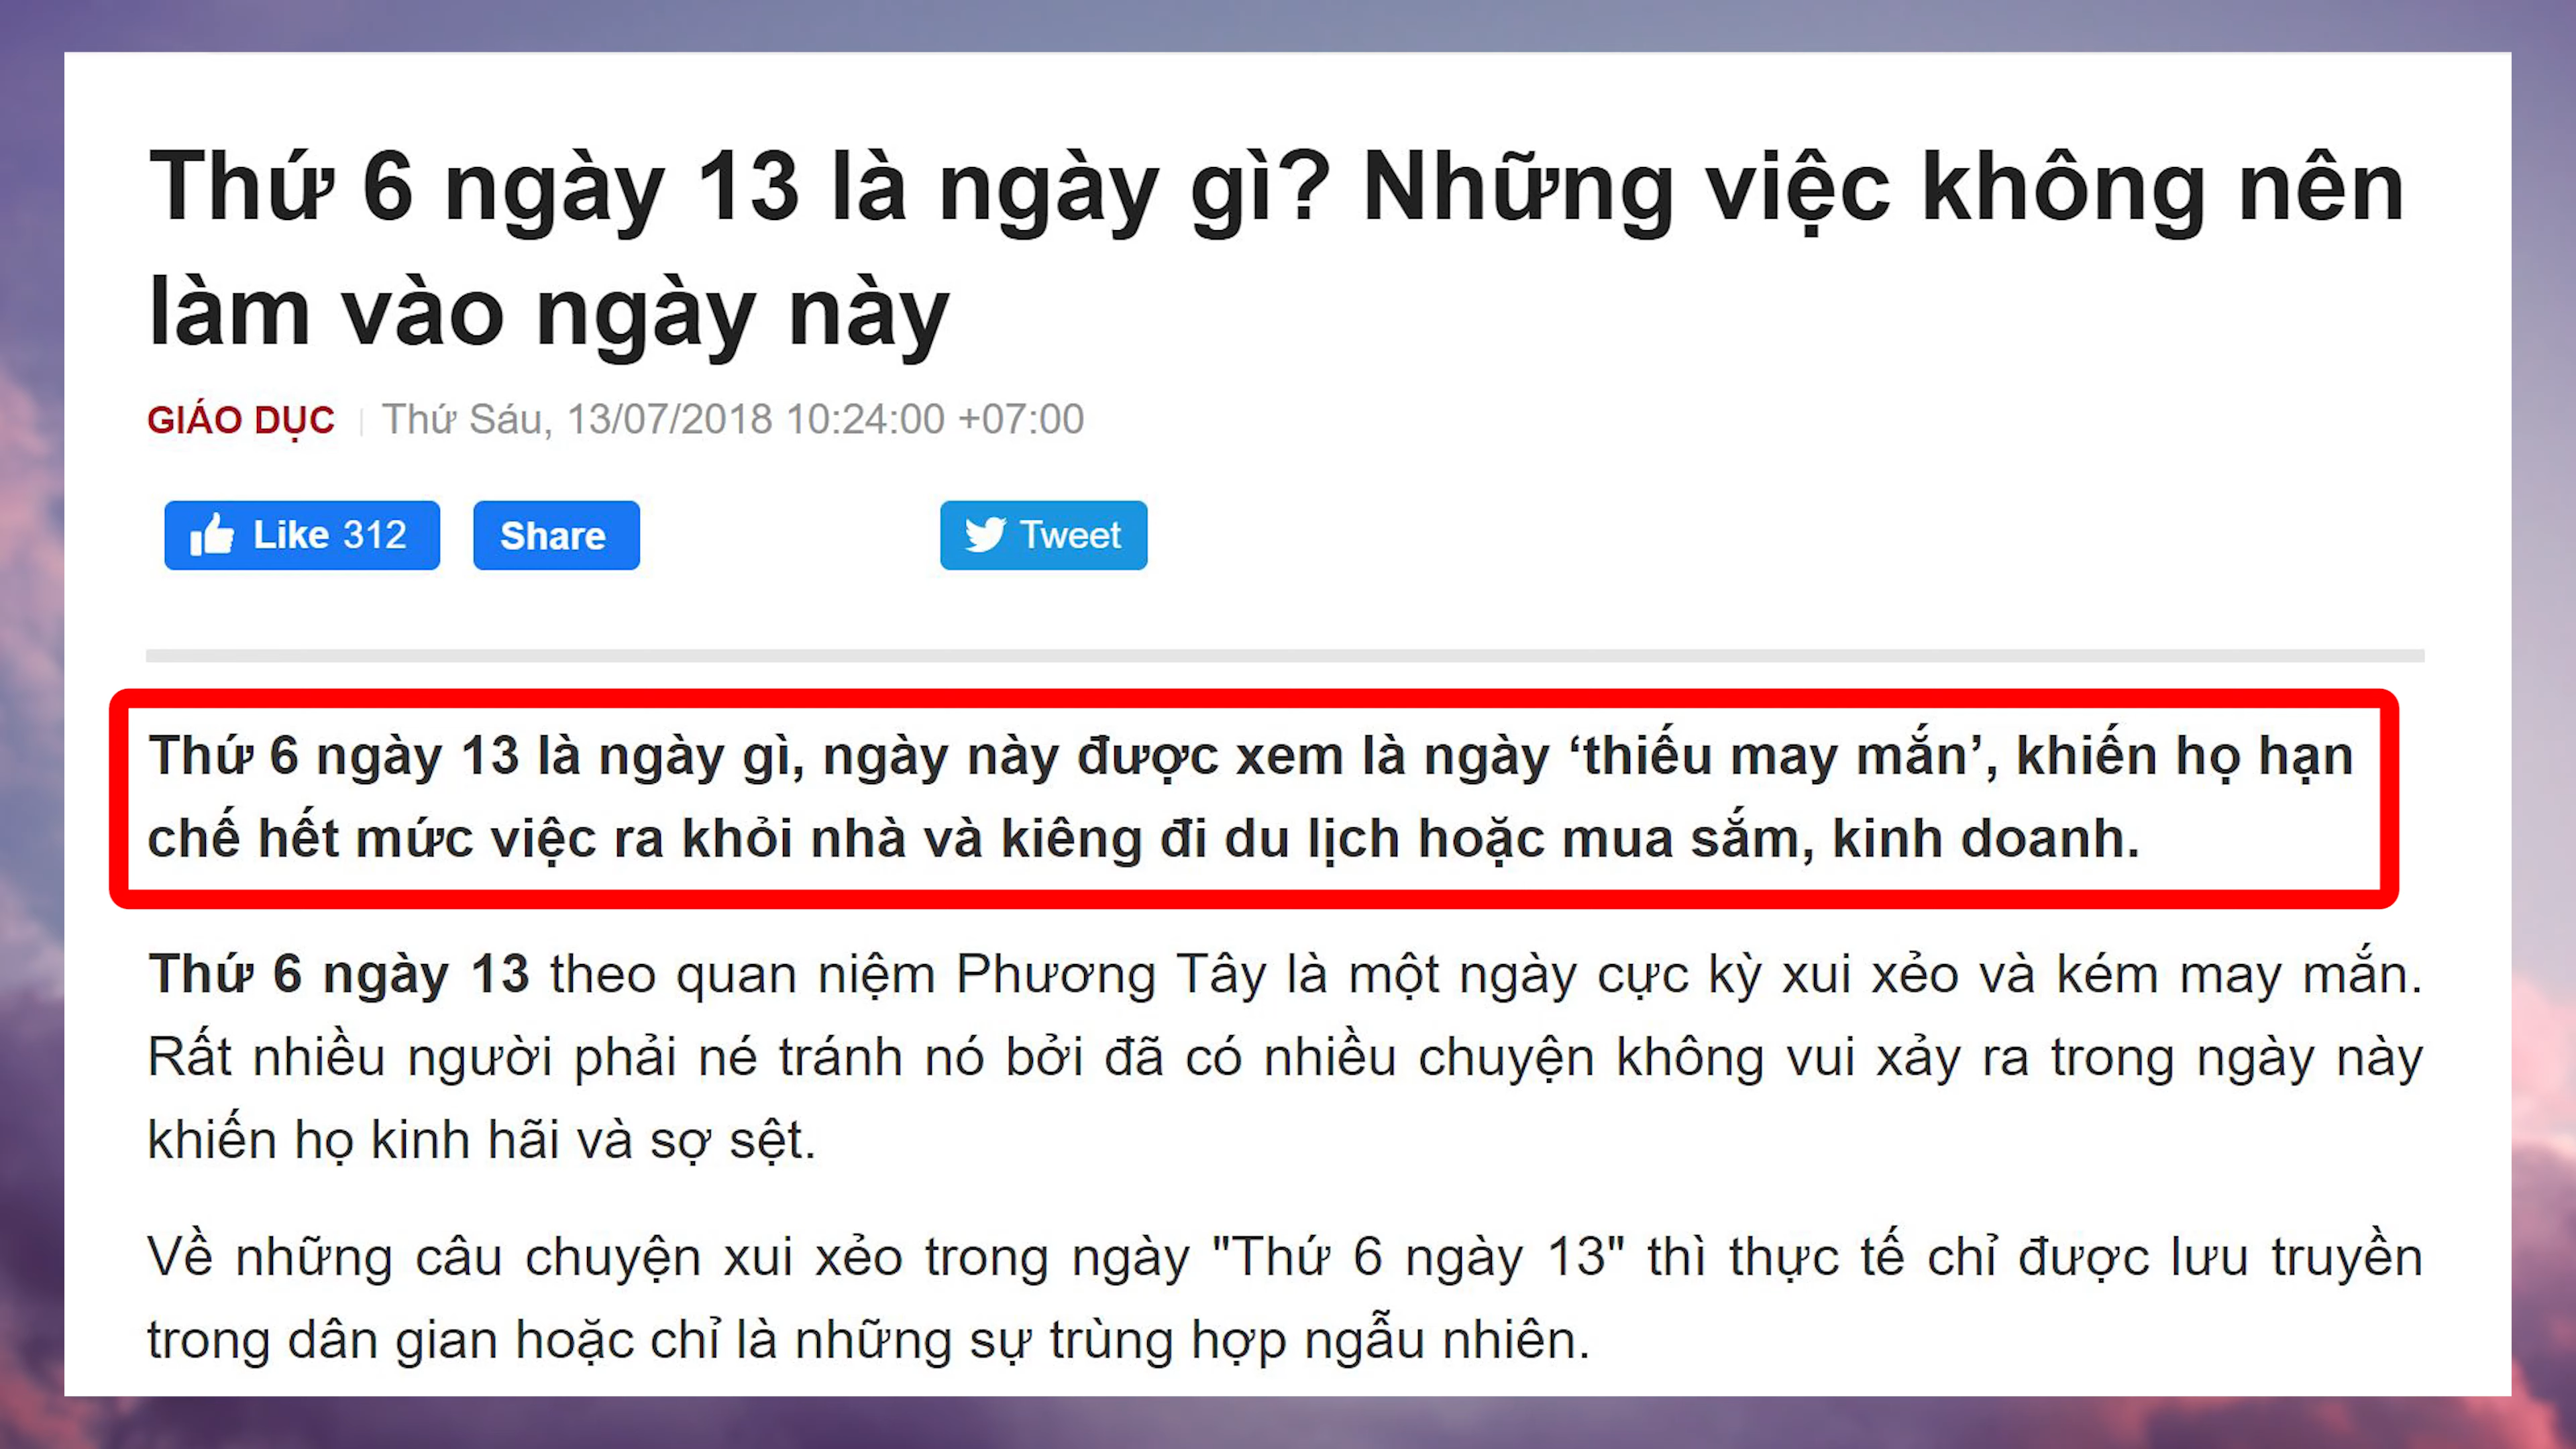 Thứ 6 ngày 13 là ngày gì? Những việc không nên
làm vào ngày này
GIÁO DỤC Thứ Sáu, 13/07/2018 10:24:00 +07:00
Like 312 Share Tweet
Thứ 6 ngày 13 là ngày gì, ngày này được xem là ngày ‘thiếu may mắn’, khiến họ hạn
chế hết mức việc ra khỏi nhà và kiêng đi du lịch hoặc mua sắm, kinh doanh.
Thứ 6 ngày 13 theo quan niệm Phương Tây là một ngày cực kỳ xui xẻo và kém may mắn.
Rất nhiều người phải né tránh nó bởi đã có nhiều chuyện không vui xảy ra trong ngày này
khiến họ kinh hãi và sợ sệt.
Về những câu chuyện xui xẻo trong ngày "Thứ 6 ngày 13" thì thực tế chỉ được lưu truyền
trong dân gian hoặc chỉ là những sự trùng hợp ngẫu nhiên.